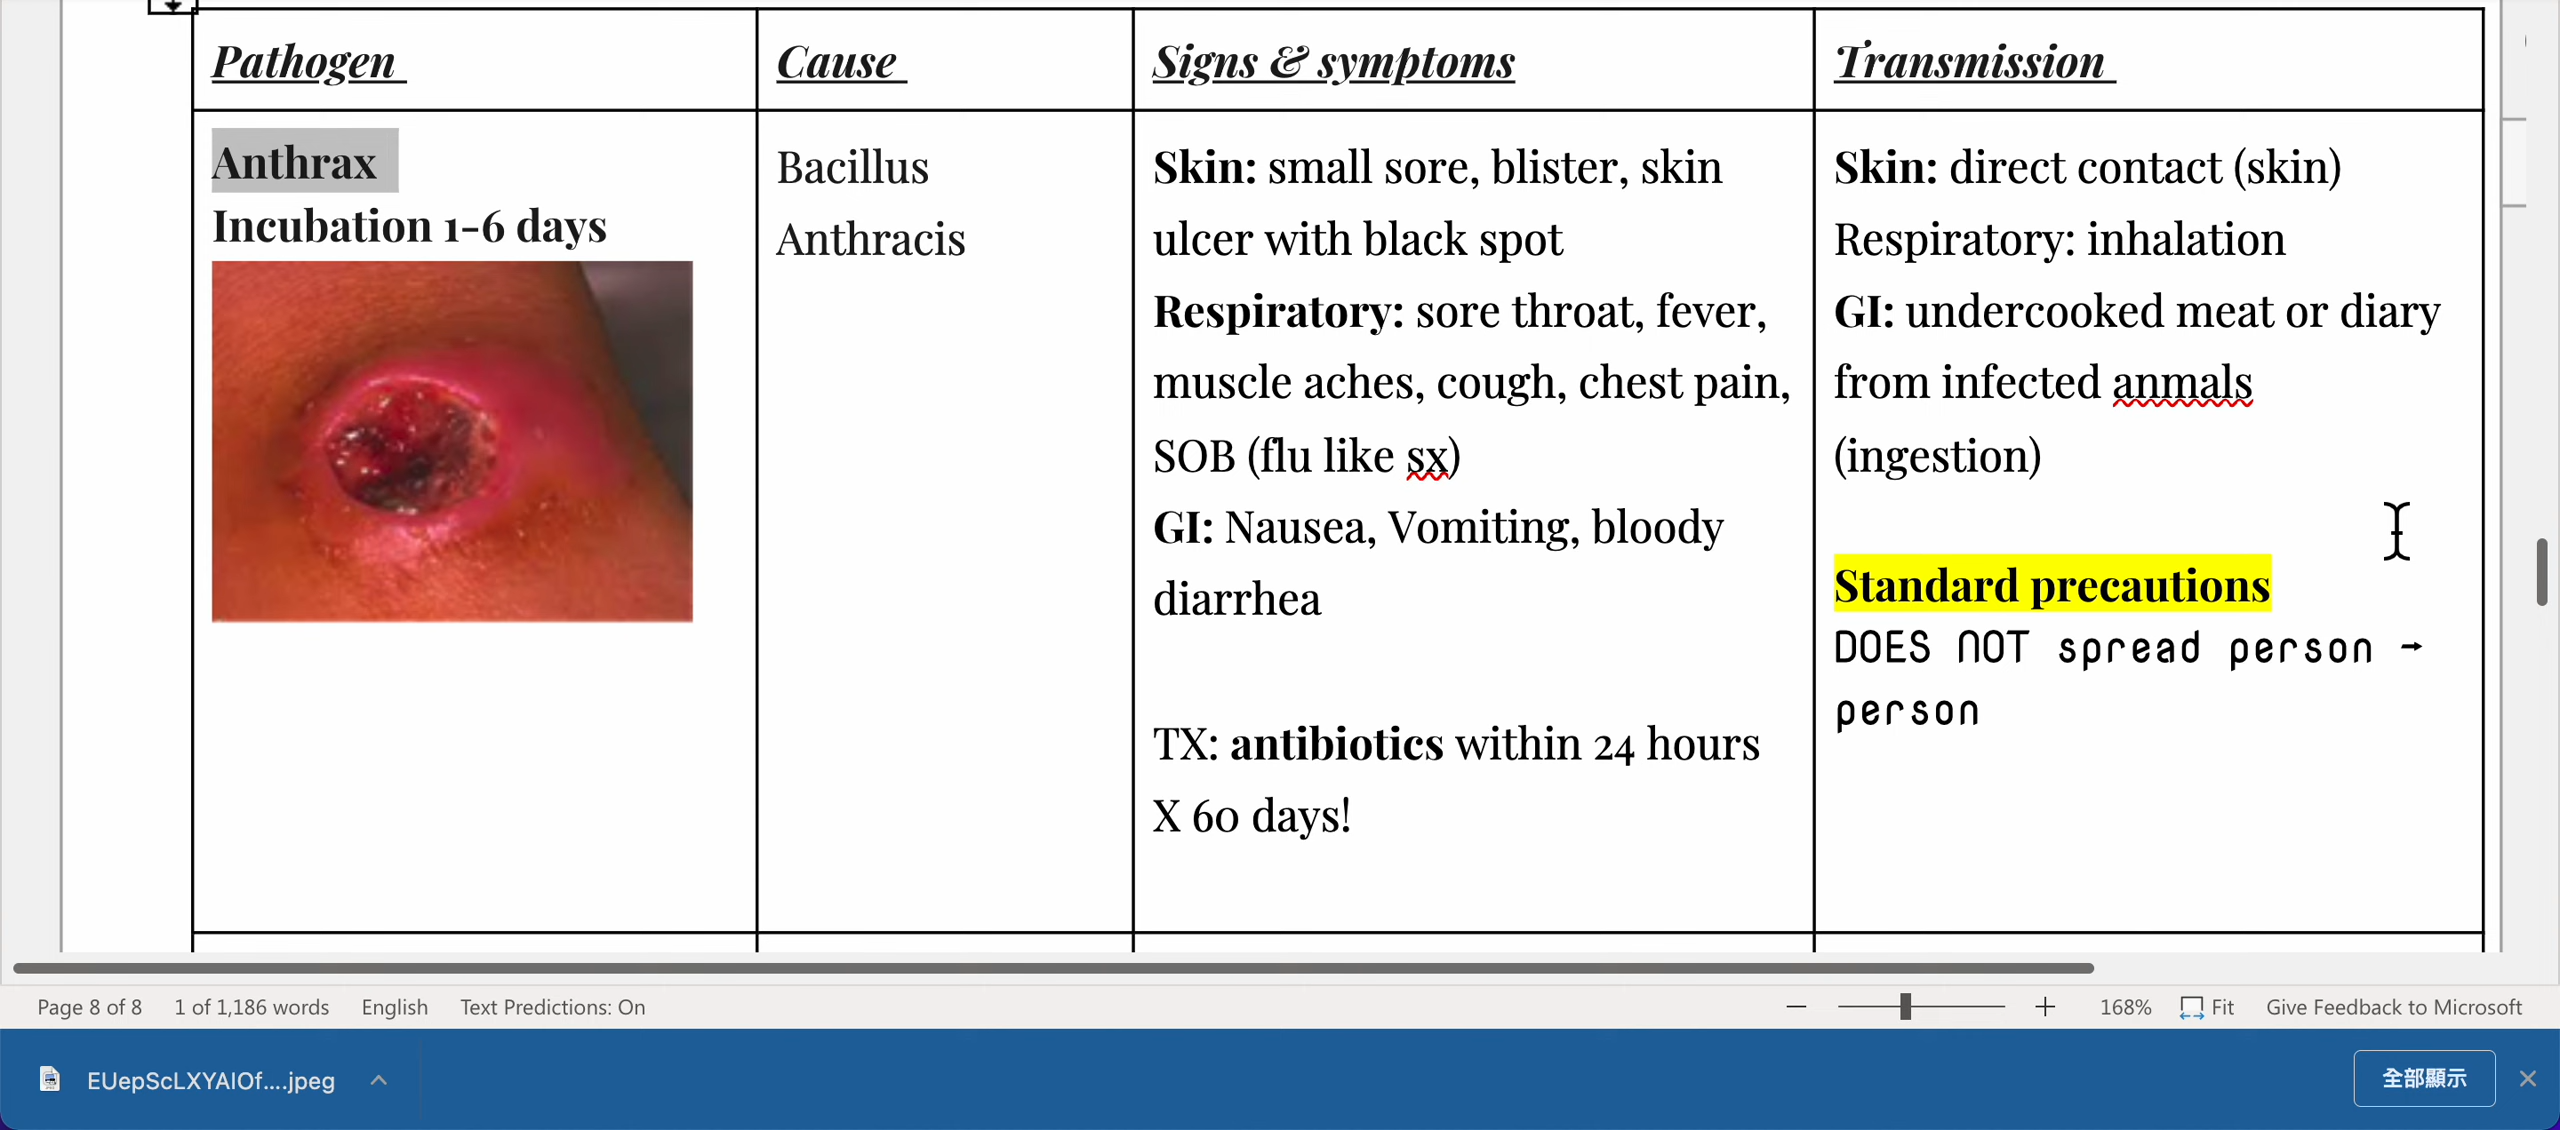 Pathogen
Cause
Signs & symptoms
Transmission
Anthrax
Incubation 1-6 days
Bacillus
Anthracis
Skin: small sore, blister, skin
ulcer with black spot
Respiratory: sore throat, fever,
muscle aches, cough, chest pain,
SOB (flu like sx)
GI: Nausea, Vomiting, bloody
diarrhea
TX: antibiotics within 24 hours
X 60 days!
Skin: direct contact (skin)
Respiratory: inhalation
GI: undercooked meat or diary
from infected anmals
(ingestion)
Standard precautions
DOES NOT spread person →
person
Page 8 of 8
1 of 1,186 words
English
Text Predictions: On
168%
Fit
Give Feedback to Microsoft
EUepScLXYAIOf....jpeg
全部顯示